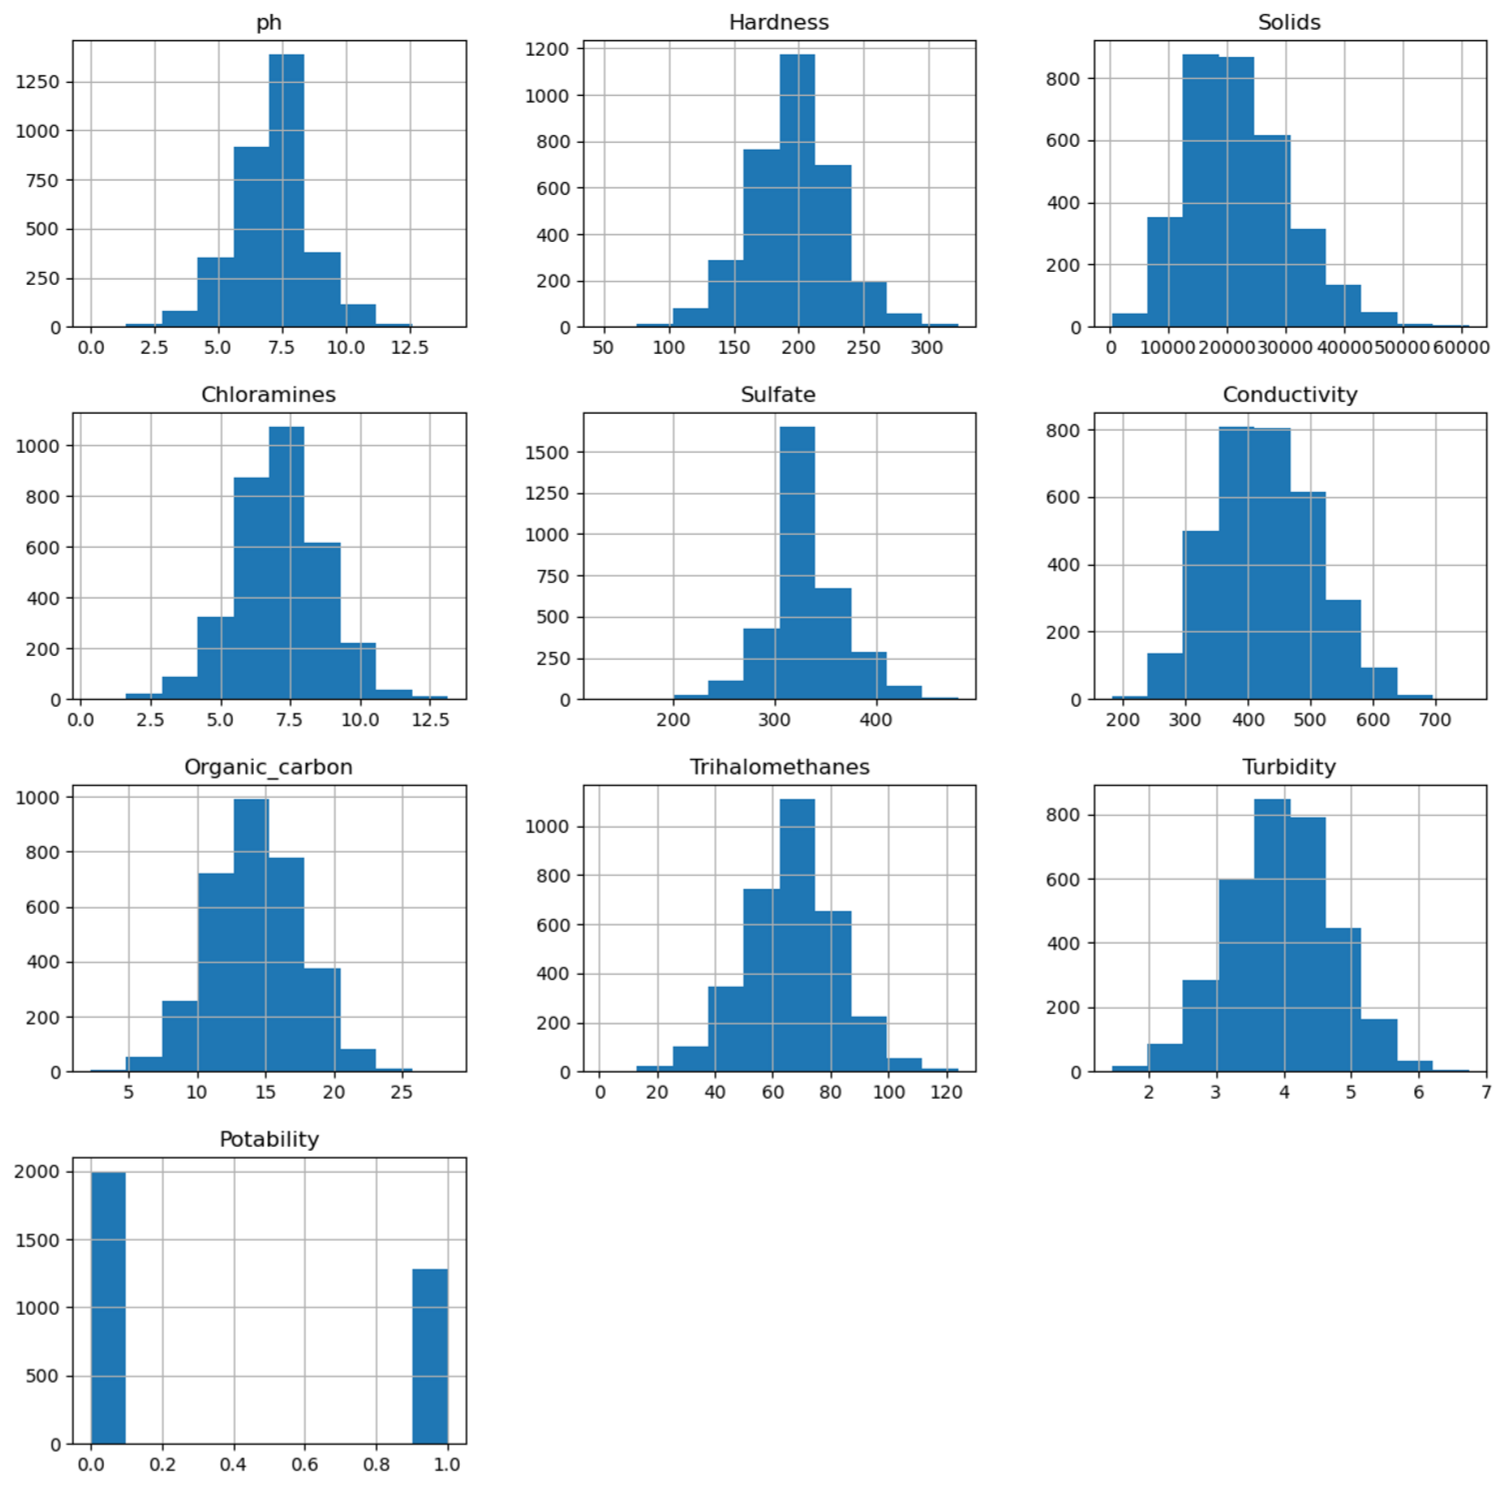 ph
1250
1000
750
500
250
0
0.0 2.5 5.0 7.5 10.0 12.5
Hardness
1200
1000
800
600
400
200
0
50 100 150 200 250 300
Solids
800
600
400
200
0
0 10000 20000 30000 40000 50000 60000
Chloramines
1000
800
600
400
200
0
0.0 2.5 5.0 7.5 10.0 12.5
Sulfate
1500
1250
1000
750
500
250
0
200 300 400
Conductivity
800
600
400
200
0
200 300 400 500 600 700
Organic_carbon
1000
800
600
400
200
0
5 10 15 20 25
Trihalomethanes
1000
800
600
400
200
0
0 20 40 60 80 100 120
Turbidity
800
600
400
200
0
2 3 4 5 6 7
Potability
2000
1500
1000
500
0
0.0 0.2 0.4 0.6 0.8 1.0